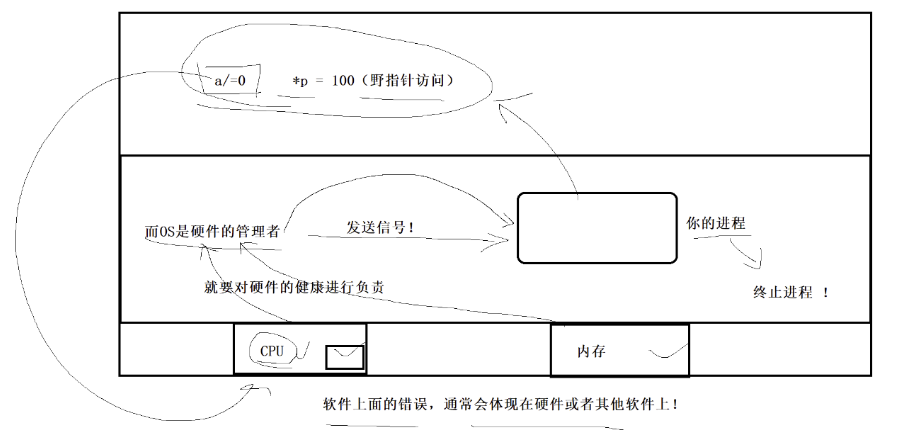 a/=0 *p = 100（野指针访问）
而OS是硬件的管理者 发送信号！ 你的进程
就要对硬件的健康进行负责 终止进程 ！
CPU 内存
软件上面的错误，通常会体现在硬件或者其他软件上！